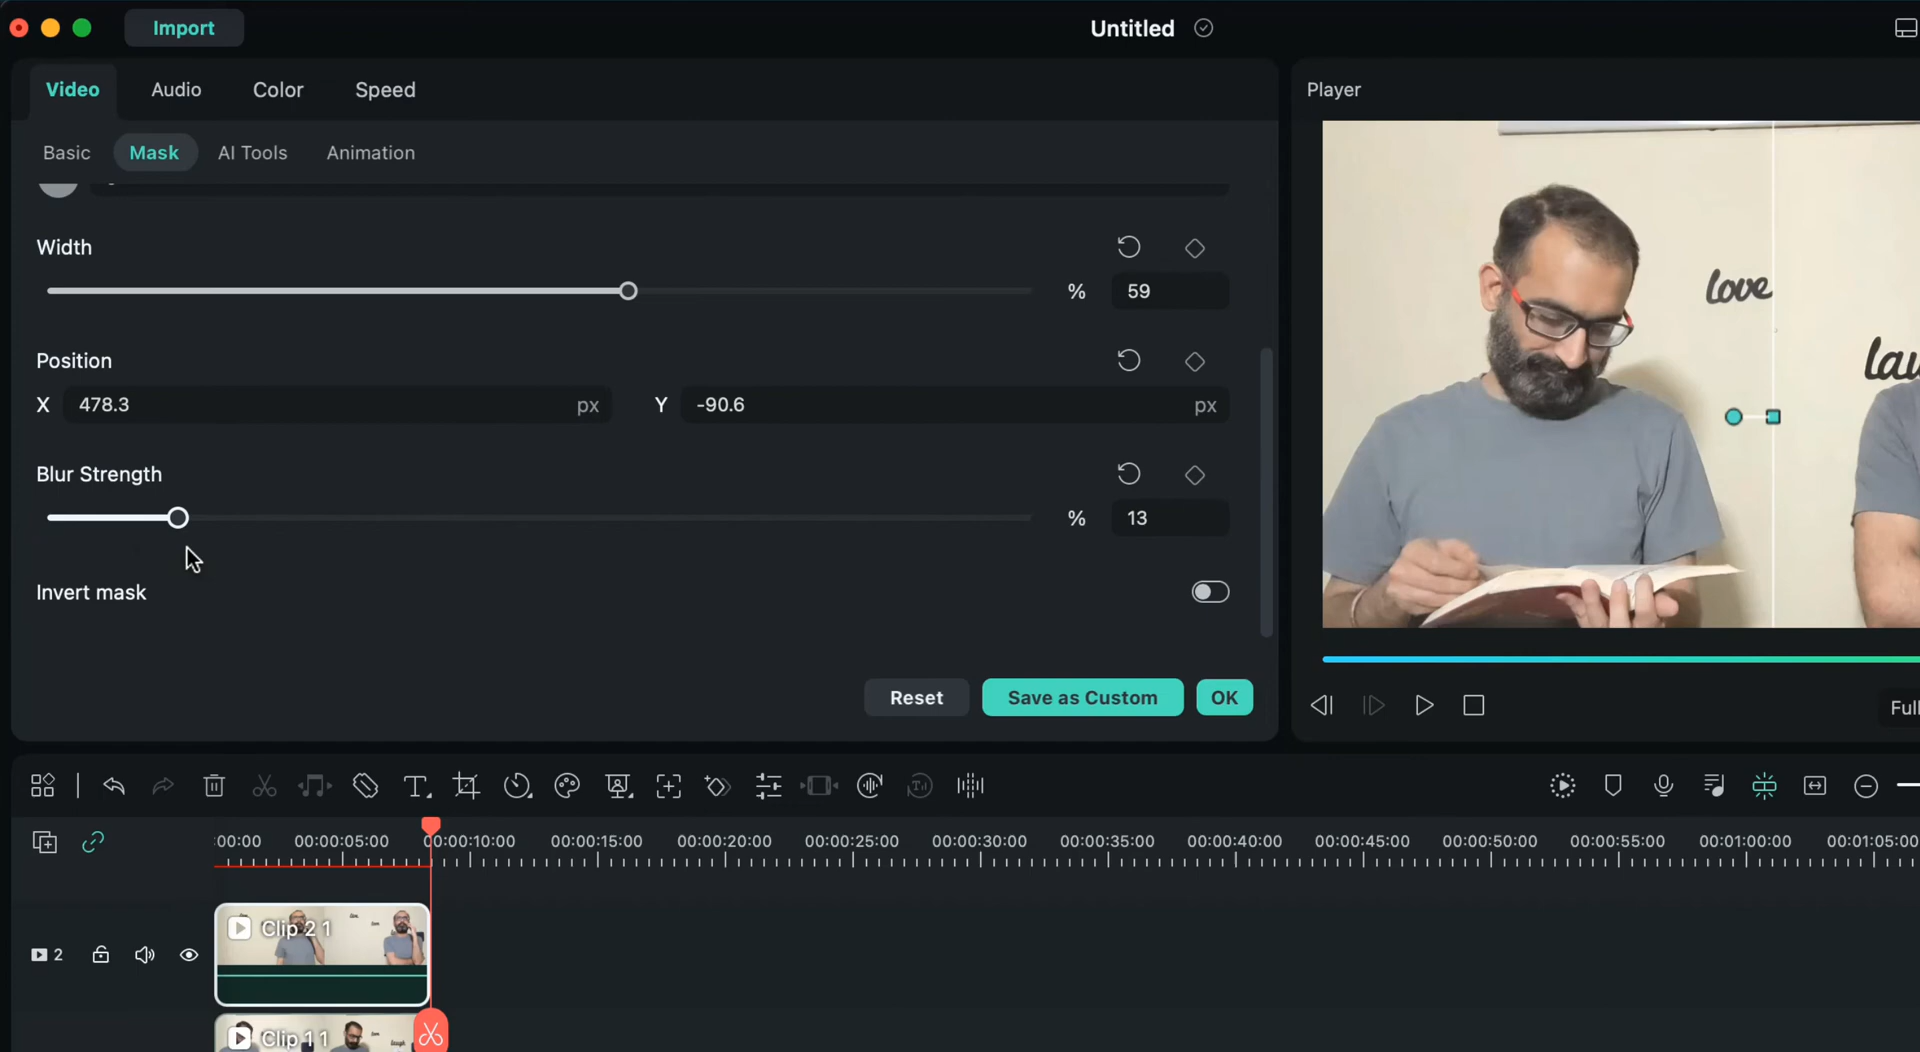 Import
Untitled
Video Audio Color Speed
Player
Basic Mask AI Tools Animation
Width
% 59
Position
X 478.3 px Y -90.6 px
Blur Strength
% 13
Invert mask
Reset Save as Custom OK
love
lau
Full
:00:00 00:00:05:00 00:00:10:00 00:00:15:00 00:00:20:00 00:00:25:00 00:00:30:00 00:00:35:00 00:00:40:00 00:00:45:00 00:00:50:00 00:00:55:00 00:01:00:00 00:01:05:00
2
Clip 2 1
Clip 1 1